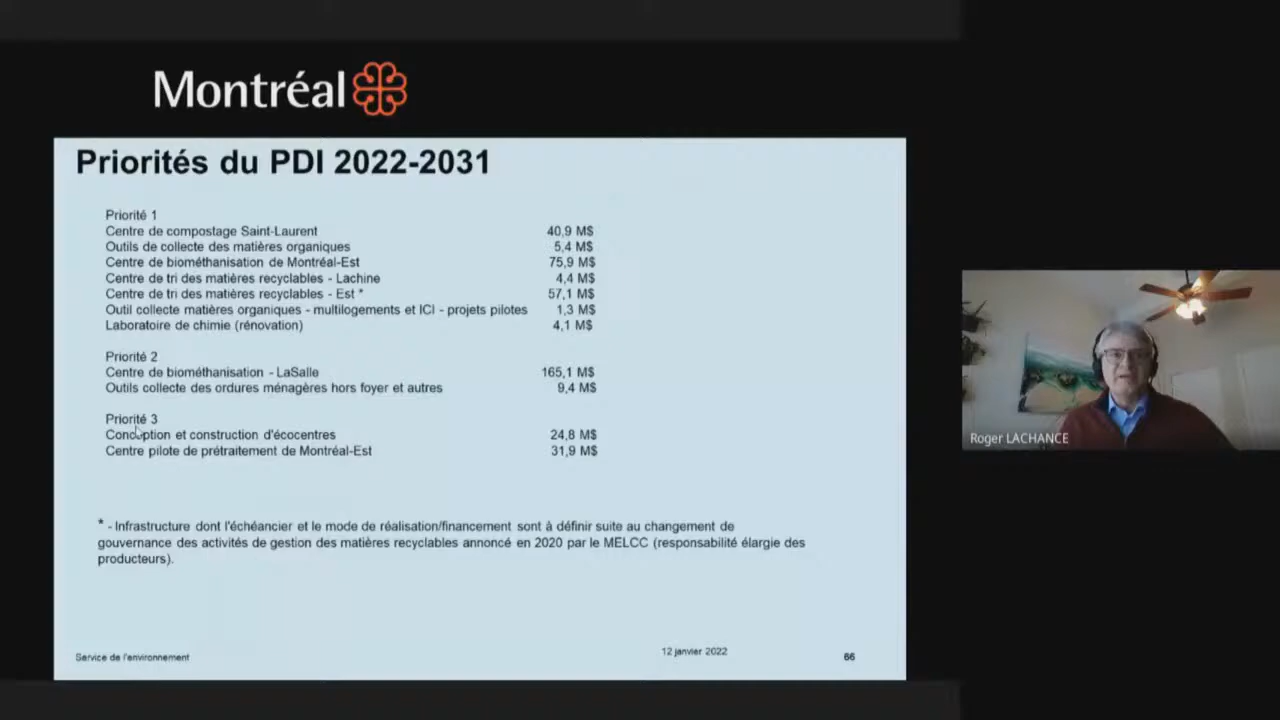 Montréal
Priorités du PDI 2022-2031
Priorité 1
Centre de compostage Saint-Laurent 40,9 M$
Outils de collecte des matières organiques 5,4 M$
Centre de biométhanisation de Montréal-Est 75,9 M$
Centre de tri des matières recyclables - Lachine 4,4 M$
Centre de tri des matières recyclables - Est * 57,1 M$
Outil collecte matières organiques - multilogements et ICI - projets pilotes 1,3 M$
Laboratoire de chimie (rénovation) 4,1 M$
Priorité 2
Centre de biométhanisation - LaSalle 165,1 M$
Outils collecte des ordures ménagères hors foyer et autres 9,4 M$
Priorité 3
Conception et construction d'écocentres 24,8 M$
Centre pilote de prétraitement de Montréal-Est 31,9 M$
* - Infrastructure dont l'échéancier et le mode de réalisation/financement sont à définir suite au changement de
gouvernance des activités de gestion des matières recyclables annoncé en 2020 par le MELCC (responsabilité élargie des
producteurs).
Service de l'environnement 12 janvier 2022 66
Roger LACHANCE